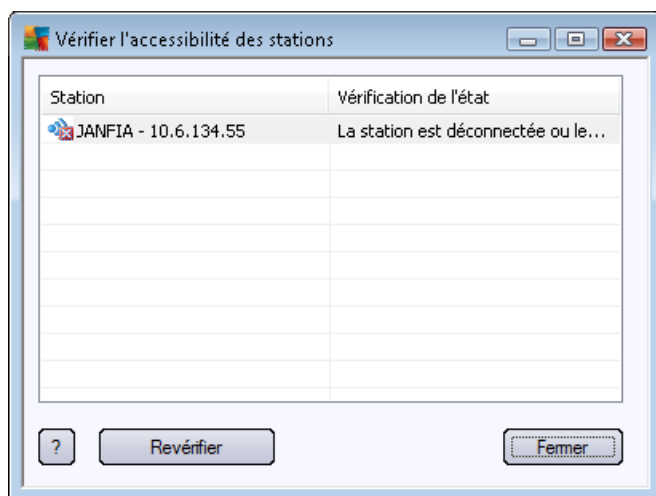 Vérifier l'accessibilité des stations
Station Vérification de l'état
JANFIA - 10.6.134.55 La station est déconnectée ou le...
? Revérifier Fermer